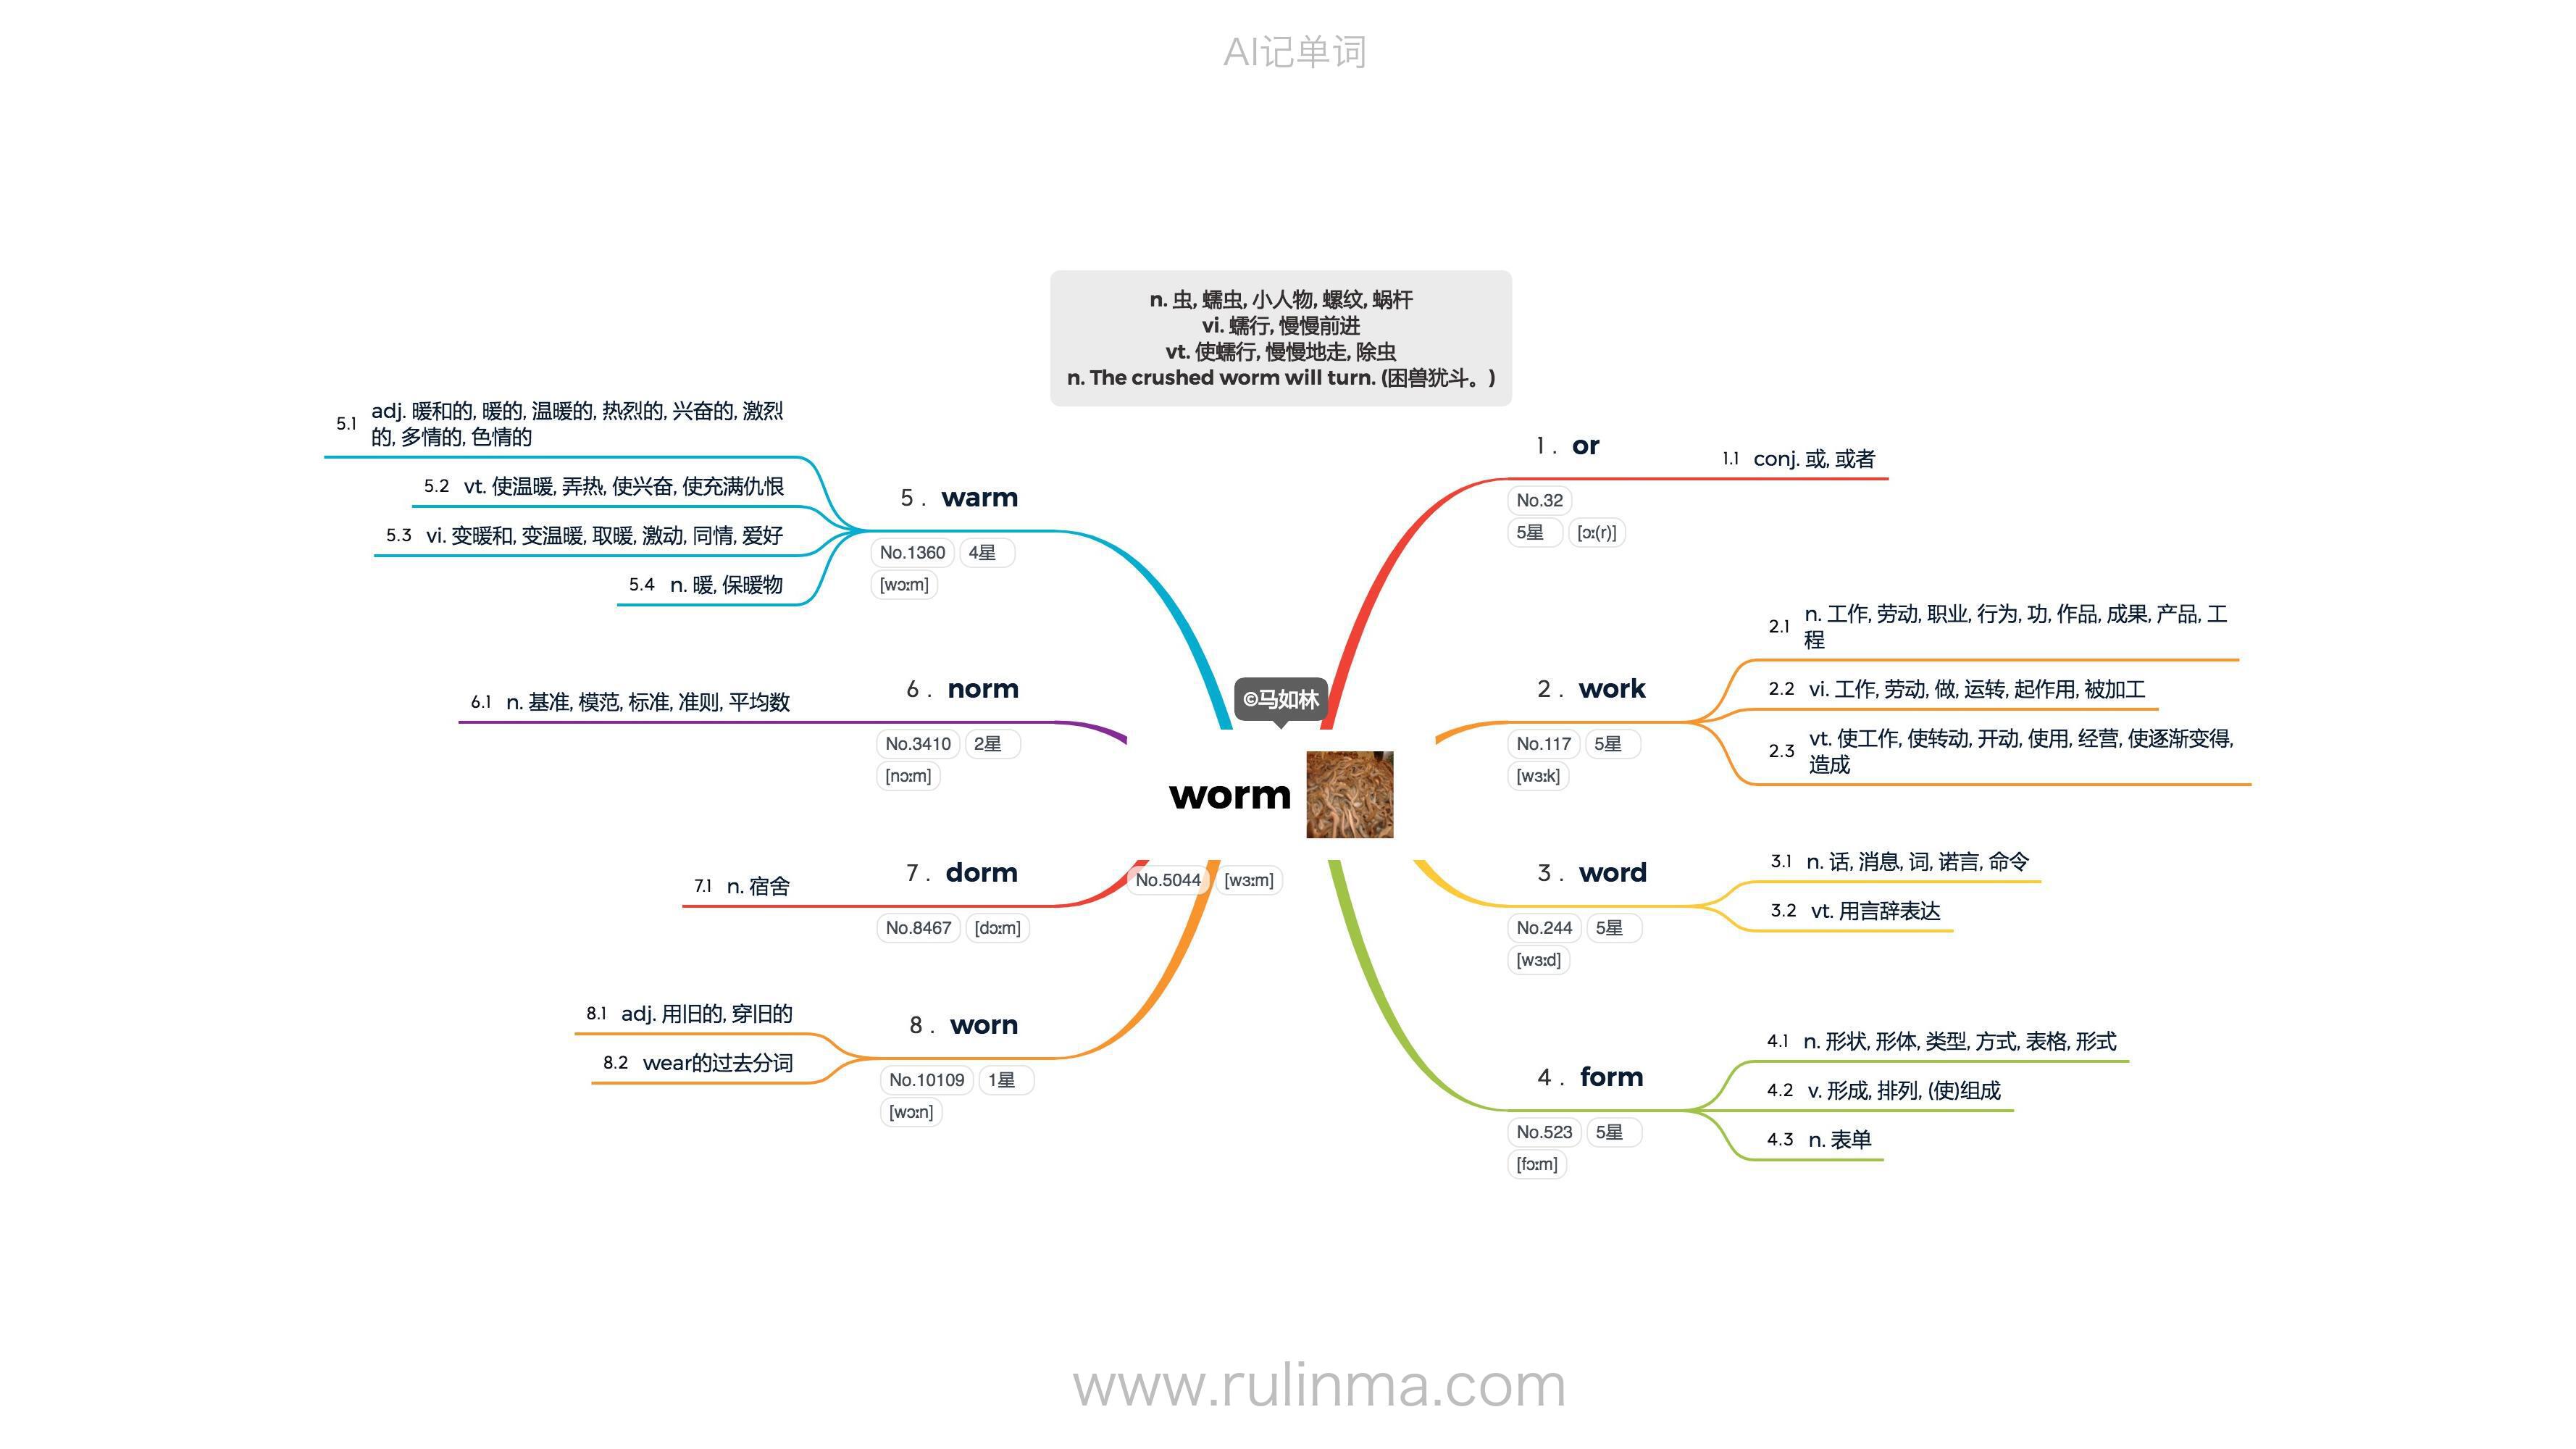 AI记单词
n. 虫, 蠕虫, 小人物, 螺纹, 蜗杆
vi. 蠕行, 慢慢前进
vt. 使蠕行, 慢慢地走, 除虫
n. The crushed worm will turn. (困兽犹斗。)
©马如林
worm
No.5044 [wɜːm]
1 . or
No.32
5星 [ɔː(r)]
1.1 conj. 或, 或者
2 . work
No.117 5星
[wɜːk]
2.1 n. 工作, 劳动, 职业, 行为, 功, 作品, 成果, 产品, 工
程
2.2 vi. 工作, 劳动, 做, 运转, 起作用, 被加工
2.3 vt. 使工作, 使转动, 开动, 使用, 经营, 使逐渐变得,
造成
3 . word
No.244 5星
[wɜːd]
3.1 n. 话, 消息, 词, 诺言, 命令
3.2 vt. 用言辞表达
4 . form
No.523 5星
[fɔːm]
4.1 n. 形状, 形体, 类型, 方式, 表格, 形式
4.2 v. 形成, 排列, (使)组成
4.3 n. 表单
5 . warm
No.1360 4星
[wɔːm]
5.1 adj. 暖和的, 暖的, 温暖的, 热烈的, 兴奋的, 激烈
的, 多情的, 色情的
5.2 vt. 使温暖, 弄热, 使兴奋, 使充满仇恨
5.3 vi. 变暖和, 变温暖, 取暖, 激动, 同情, 爱好
5.4 n. 暖, 保暖物
6 . norm
No.3410 2星
[nɔːm]
6.1 n. 基准, 模范, 标准, 准则, 平均数
7 . dorm
No.8467 [dɔːm]
7.1 n. 宿舍
8 . worn
No.10109 1星
[wɔːn]
8.1 adj. 用旧的, 穿旧的
8.2 wear的过去分词
www.rulinma.com